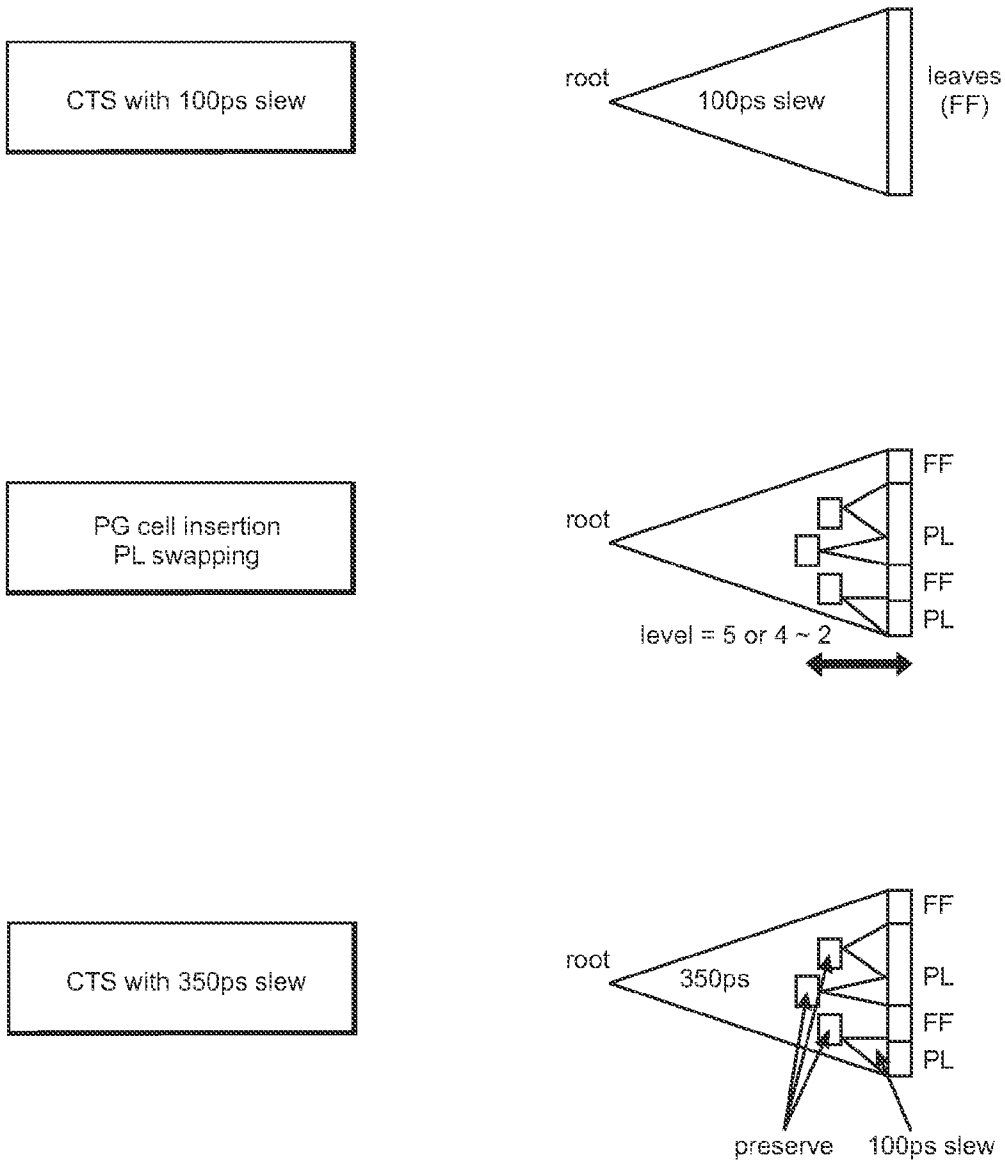 CTS with 100ps slew
root
100ps slew
leaves
(FF)
PG cell insertion
PL swapping
root
FF
PL
FF
PL
level = 5 or 4 ~ 2
CTS with 350ps slew
root
350ps
FF
PL
FF
PL
preserve
100ps slew